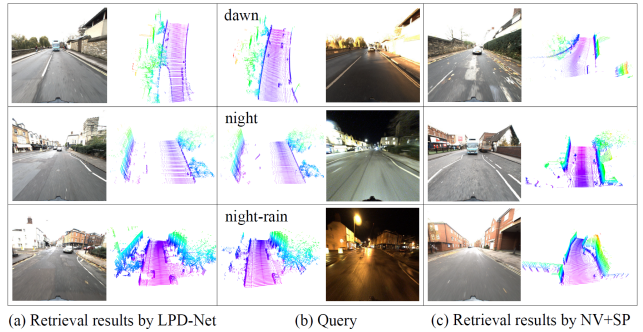 dawn
night
night-rain
(a) Retrieval results by LPD-Net (b) Query (c) Retrieval results by NV+SP